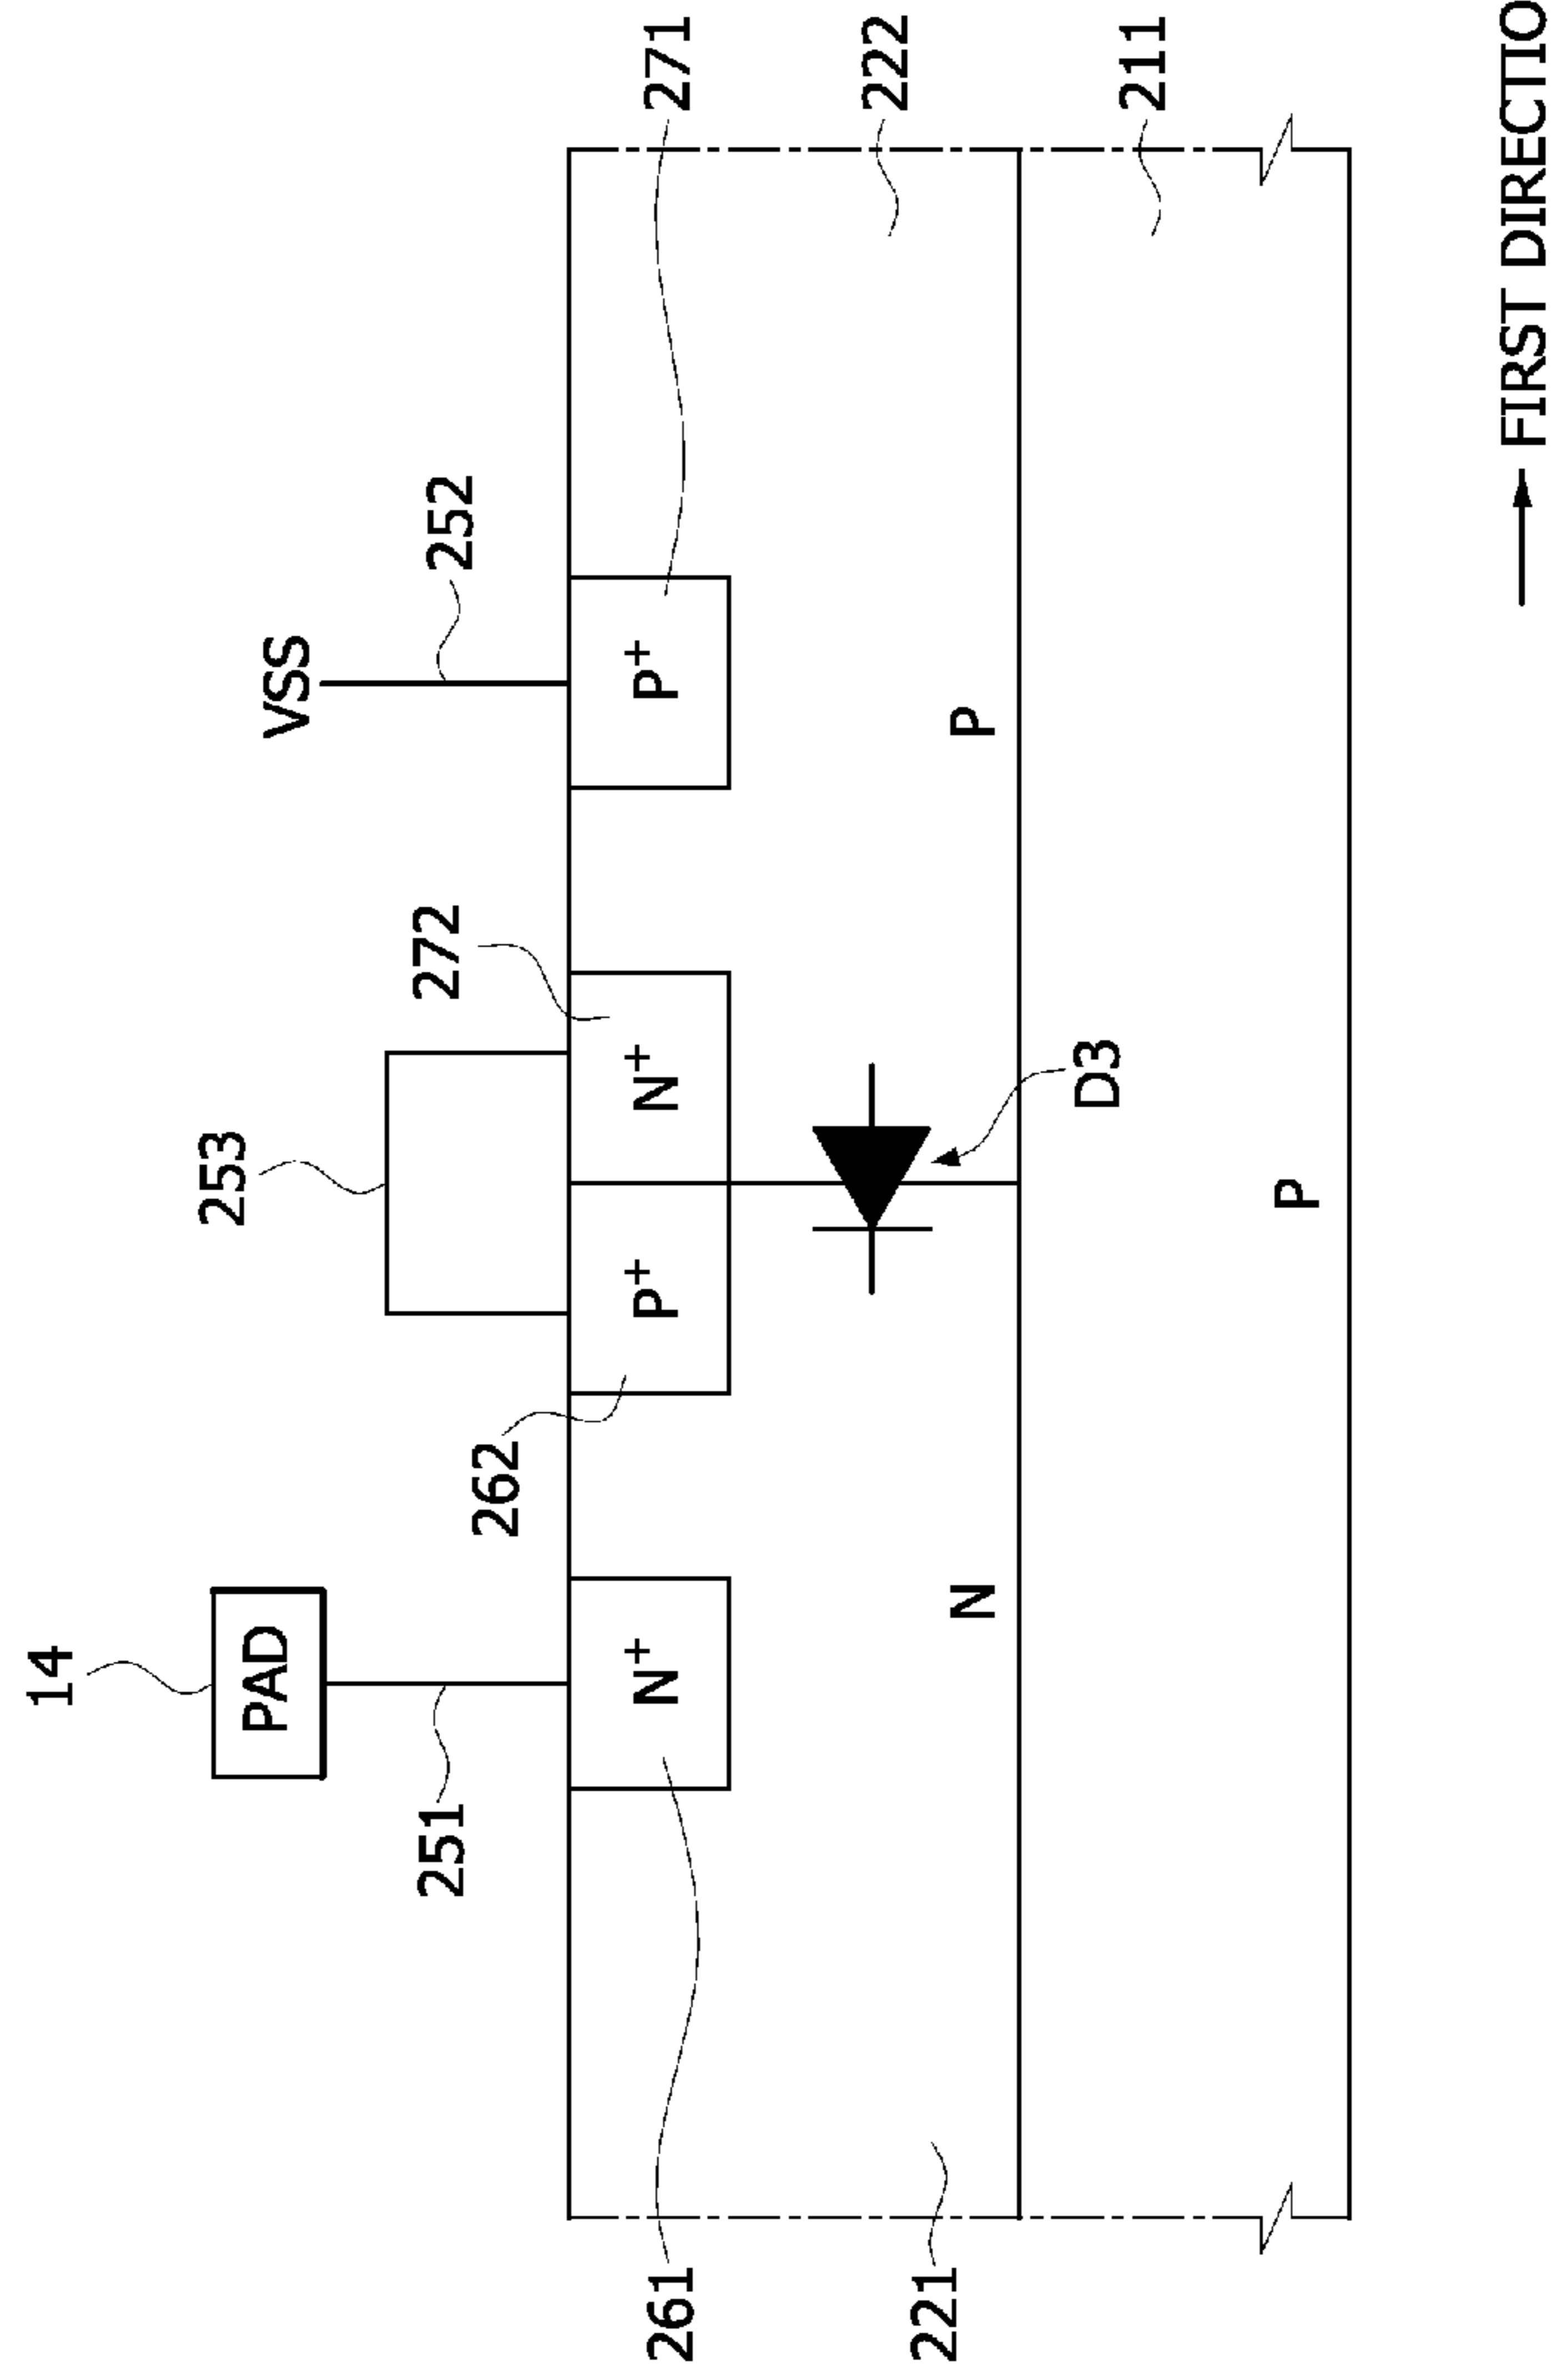 14
PAD
251
253
VSS
252
262
272
N+
P+
N+
P+
261
271
D3
N
P
222
221
P
211
FIRST DIRECTIO